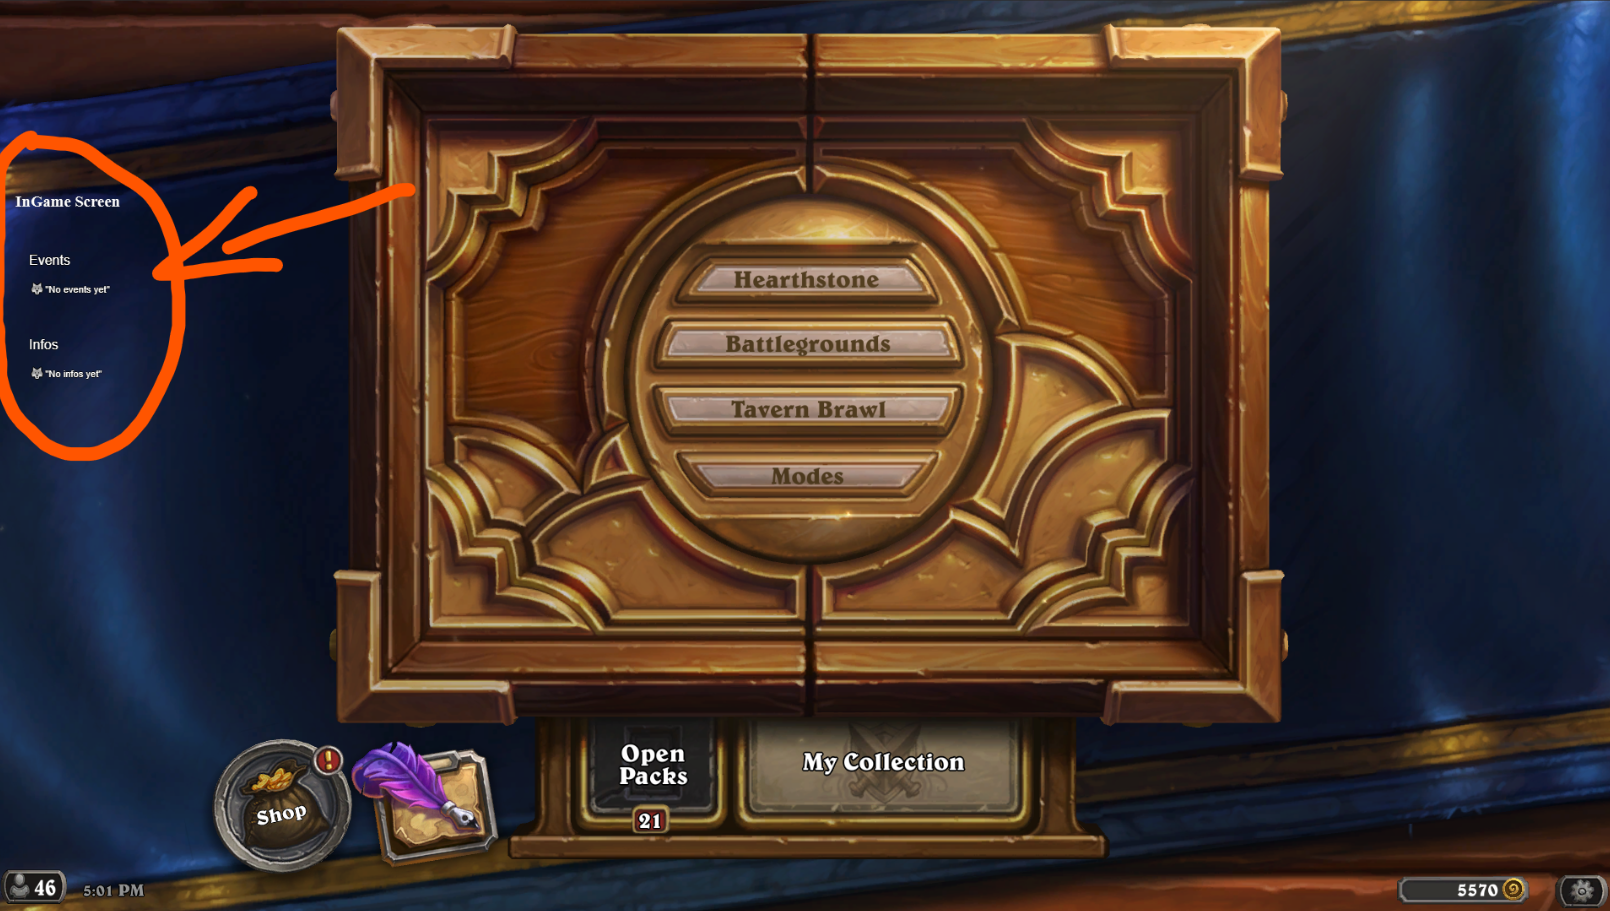 InGame Screen
Events
"No events yet"
Infos
"No infos yet"
Hearthstone
Battlegrounds
Tavern Brawl
Modes
Open
Packs
21
My Collection
!
Shop
46
5:01 PM
5570